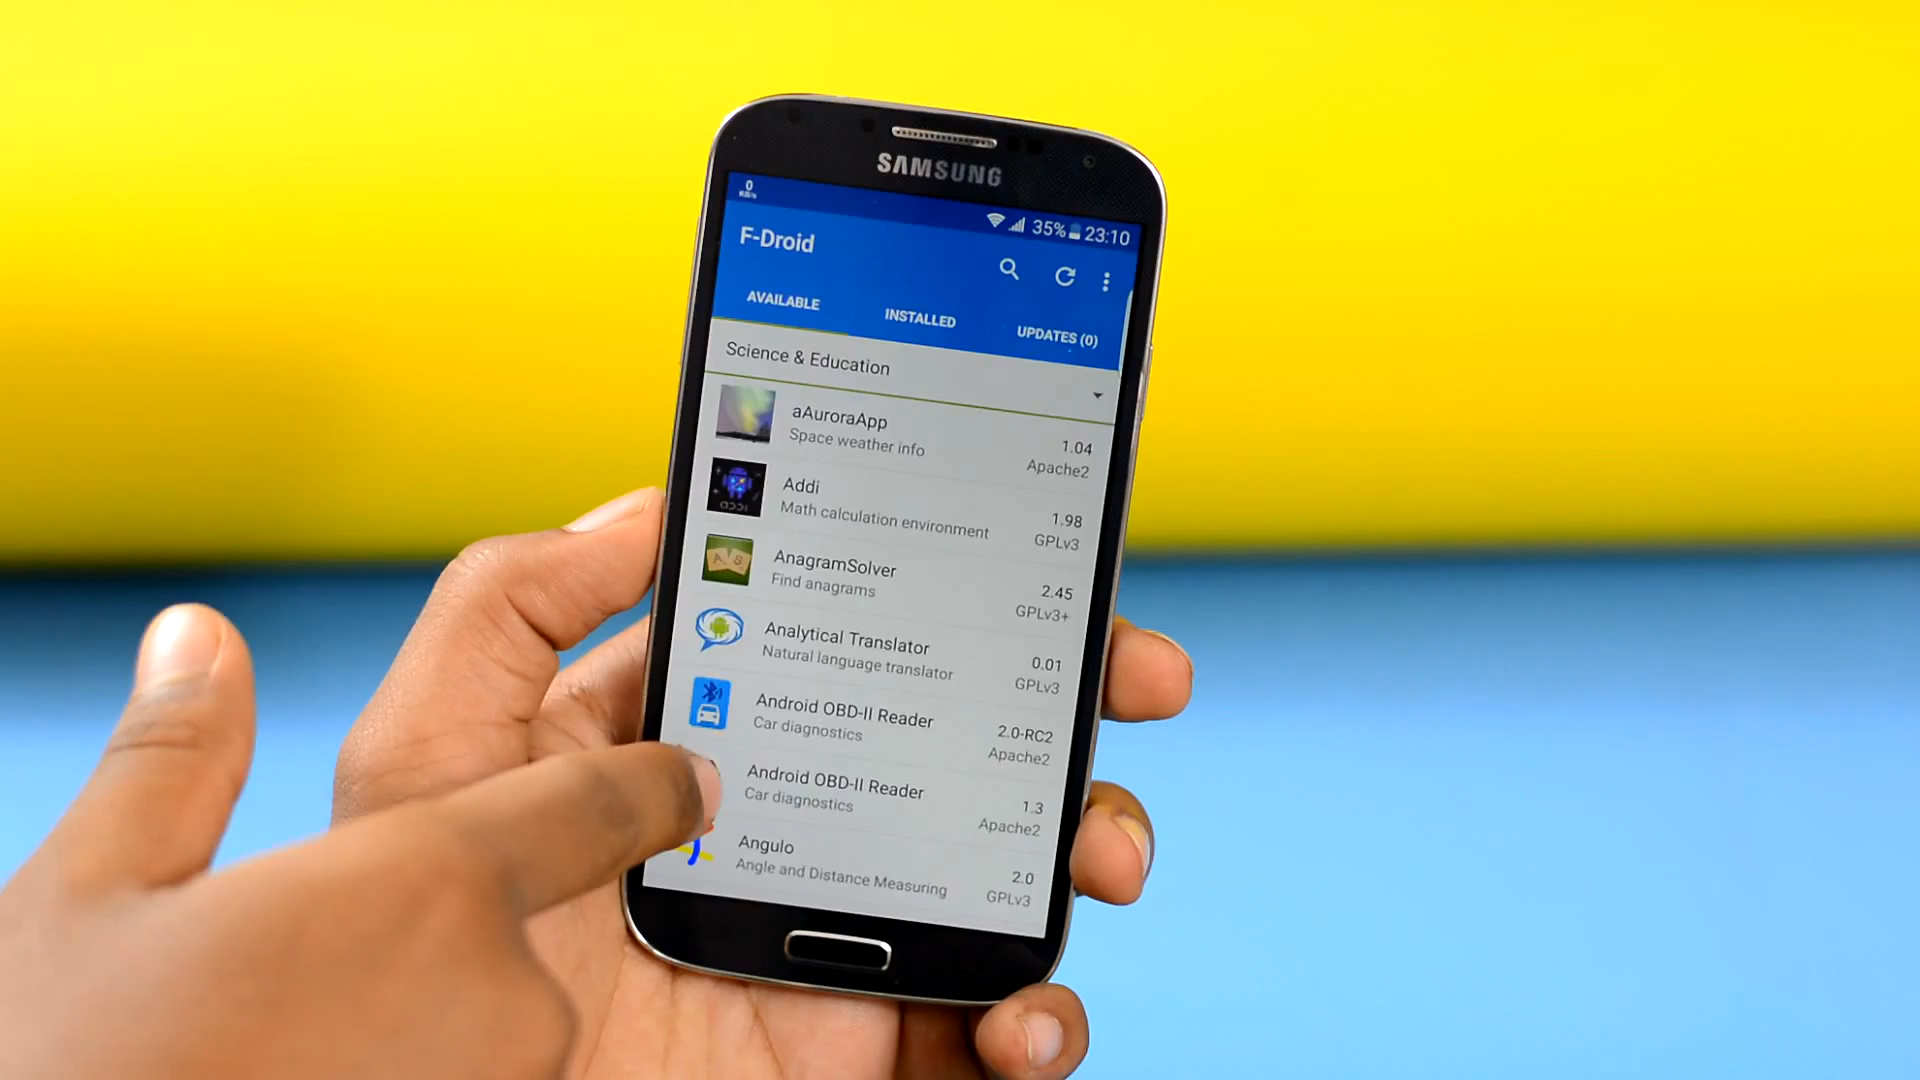 SAMSUNG
0
KB/s
35% 23:10
F-Droid
AVAILABLE INSTALLED UPDATES (0)
Science & Education
aAuroraApp 1.04
Space weather info Apache2
Addi 1.98
Math calculation environment GPLv3
ADDI
AnagramSolver 2.45
Find anagrams GPLv3+
A S
Analytical Translator 0.01
Natural language translator GPLv3
Android OBD-II Reader 2.0-RC2
Car diagnostics Apache2
Android OBD-II Reader 1.3
Car diagnostics Apache2
Angulo 2.0
Angle and Distance Measuring GPLv3